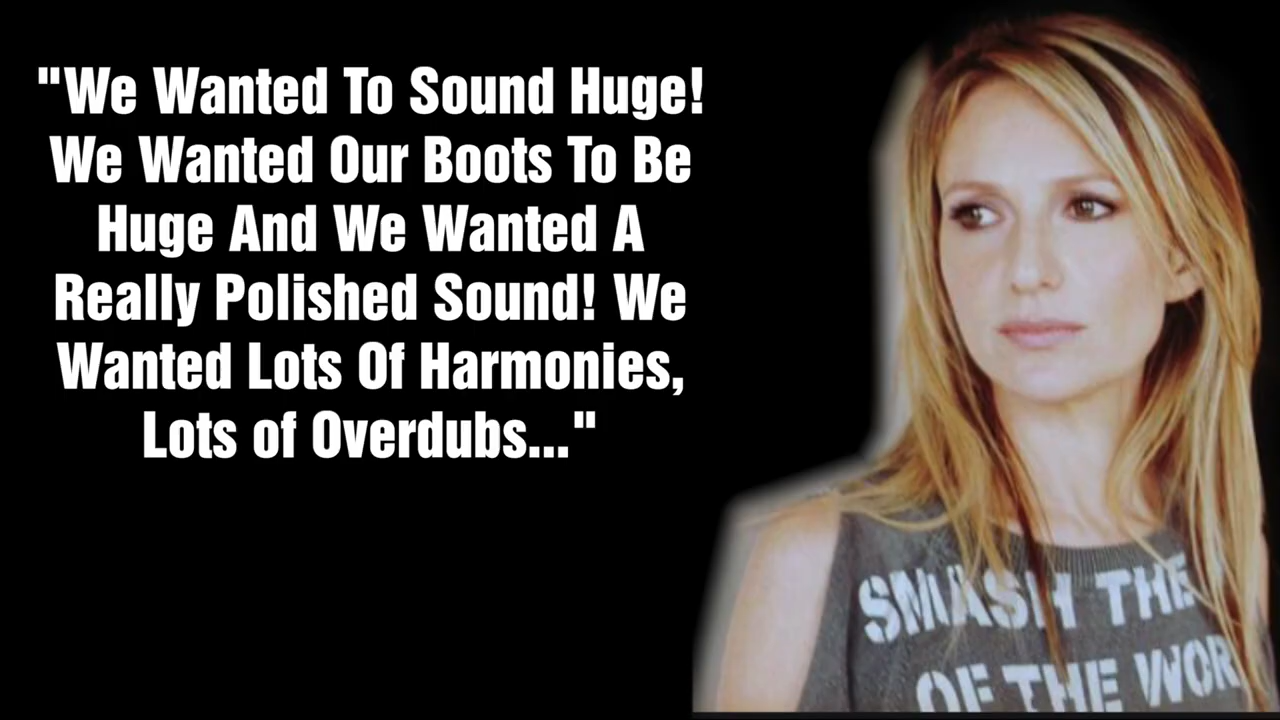 "We Wanted To Sound Huge!
We Wanted Our Boots To Be
Huge And We Wanted A
Really Polished Sound! We
Wanted Lots Of Harmonies,
Lots of Overdubs..."
SMASH THE
OF THE WOR